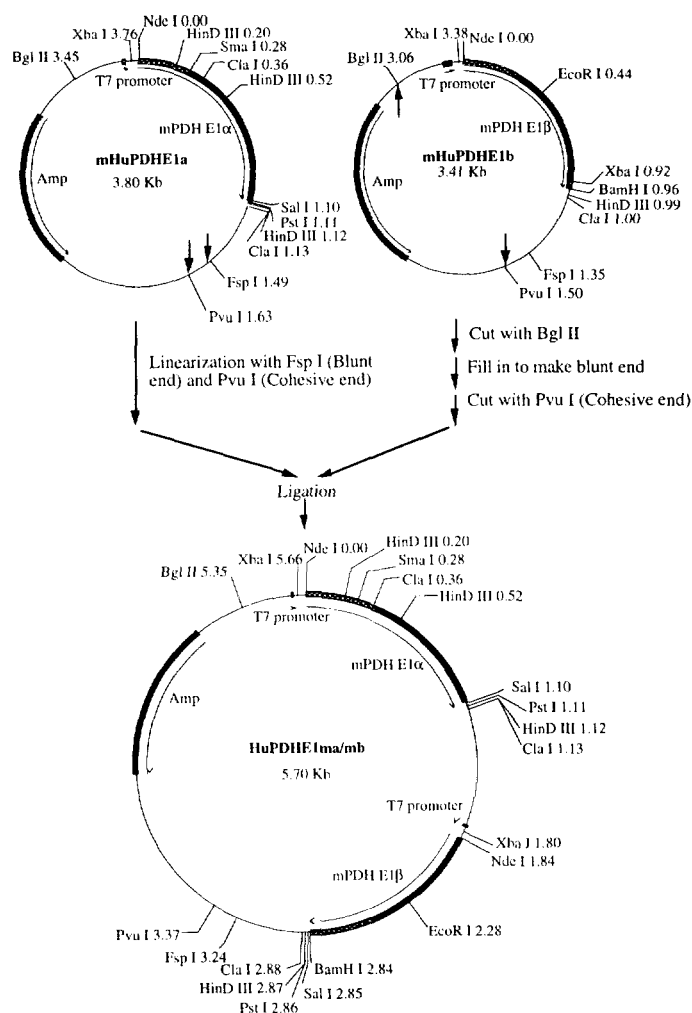 Nde I 0.00
Xba I 3.76
HinD III 0.20
Sma I 0.28
Cla I 0.36
HinD III 0.52
Bgl II 3.45
T7 promoter
mPDH E1α
mHuPDHE1a
3.80 Kb
Amp
Sal I 1.10
Pst I 1.11
HinD III 1.12
Cla I 1.13
Fsp I 1.49
Pvu I 1.63
Xba I 3.38
Nde I 0.00
Bgl II 3.06
T7 promoter
EcoR I 0.44
mPDH E1β
mHuPDHE1b
3.41 Kb
Amp
Xba I 0.92
BamH I 0.96
HinD III 0.99
Cla I 1.00
Fsp I 1.35
Pvu I 1.50
Linearization with Fsp I (Blunt
end) and Pvu I (Cohesive end)
Cut with Bgl II
Fill in to make blunt end
Cut with Pvu I (Cohesive end)
Ligation
Nde I 0.00
Xba I 5.66
HinD III 0.20
Sma I 0.28
Cla I 0.36
HinD III 0.52
Bgl II 5.35
T7 promoter
mPDH E1α
Amp
Sal I 1.10
Pst I 1.11
HinD III 1.12
Cla I 1.13
HuPDHE1ma/mb
5.70 Kb
T7 promoter
Xba I 1.80
Nde I 1.84
mPDH E1β
EcoR I 2.28
Pvu I 3.37
Fsp I 3.24
Cla I 2.88
BamH I 2.84
HinD III 2.87
Sal I 2.85
Pst I 2.86